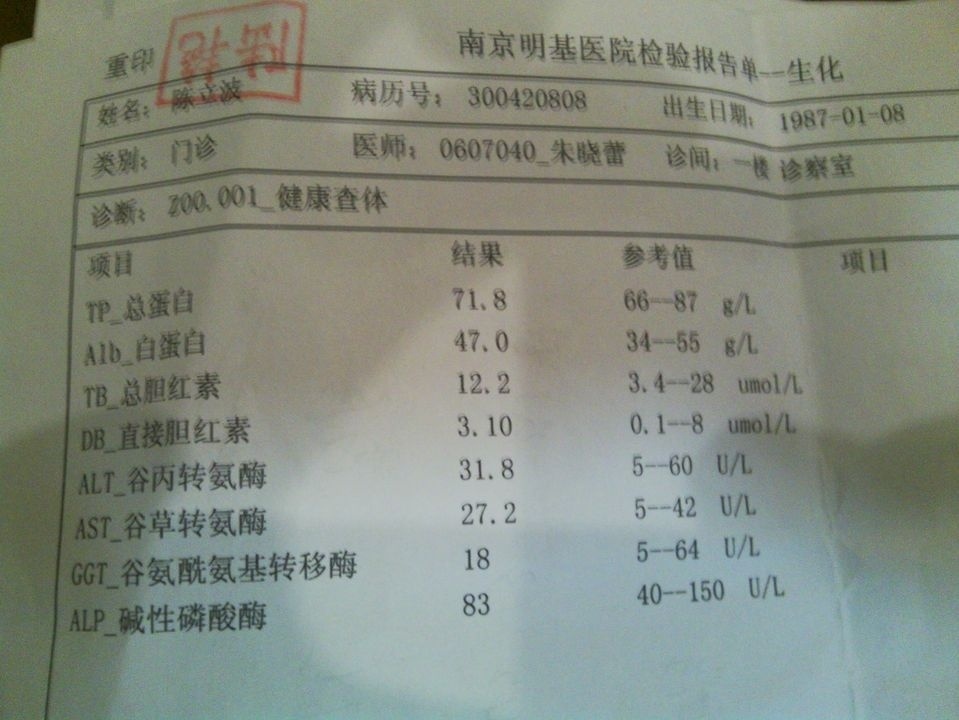 南京明基医院检验报告单--生化
重印
姓名: 陈立波 病历号: 300420808 出生日期: 1987-01-08
类别: 门诊 医师: 0607040_朱晓蕾 诊间: 一楼 诊察室
诊断: Z00.001_健康查体
项目 结果 参考值 项目
TP_总蛋白 71.8 66--87 g/L
Alb_白蛋白 47.0 34--55 g/L
TB_总胆红素 12.2 3.4--28 umol/L
DB_直接胆红素 3.10 0.1--8 umol/L
ALT_谷丙转氨酶 31.8 5--60 U/L
AST_谷草转氨酶 27.2 5--42 U/L
GGT_谷氨酰氨基转移酶 18 5--64 U/L
ALP_碱性磷酸酶 83 40--150 U/L